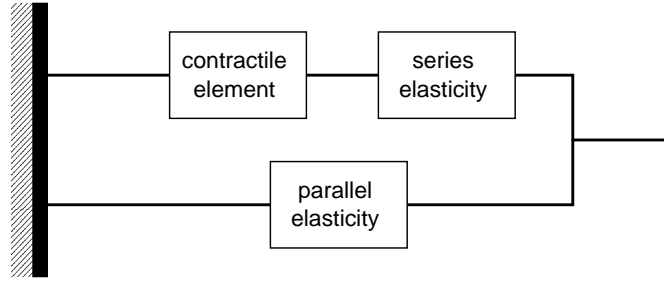 contractile
element
series
elasticity
parallel
elasticity